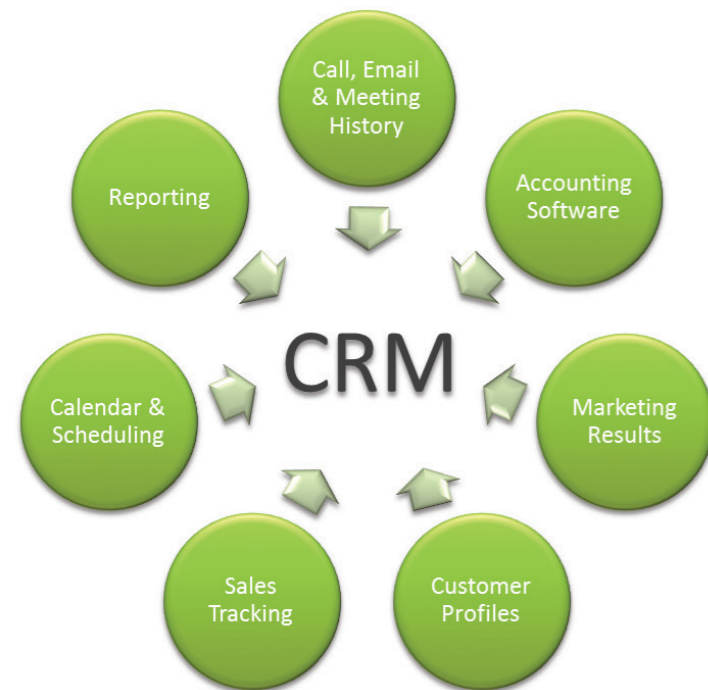 Call, Email
& Meeting
History
Accounting
Software
Marketing
Results
Customer
Profiles
Sales
Tracking
Calendar &
Scheduling
Reporting
CRM